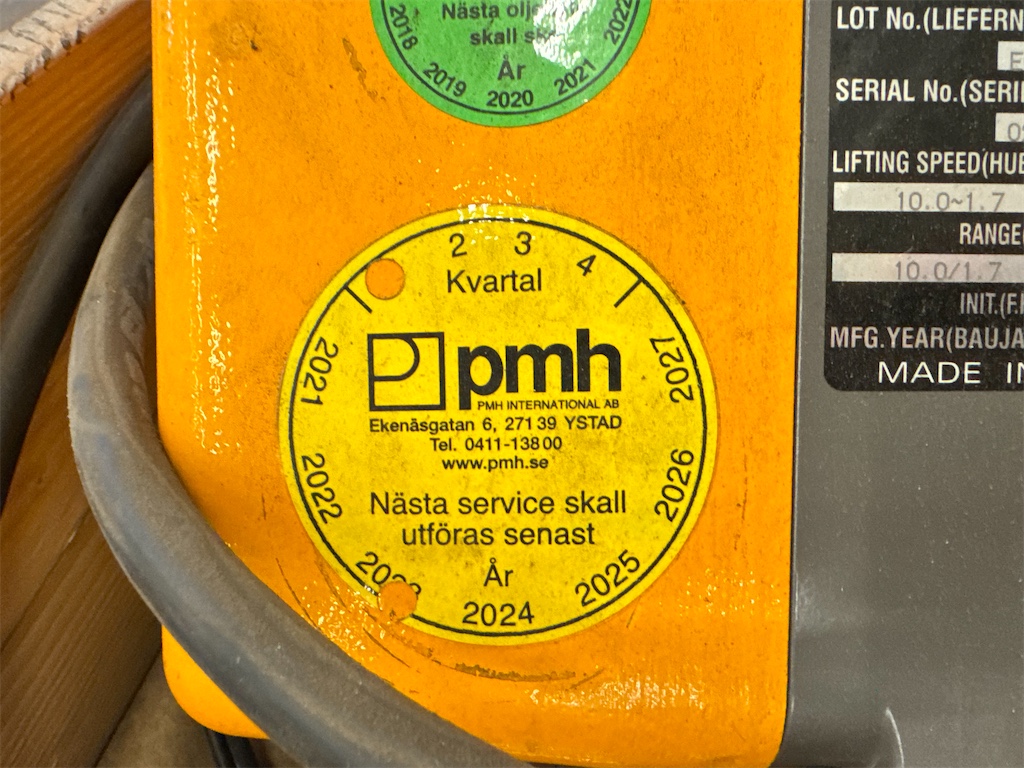 2018
2019
2020
2021
2022
Nästa
skall
År
2 3 4
Kvartal
2021
2022
2024
2025
2026
2027
pmh
PMH INTERNATIONAL AB
Ekenäsgatan 6, 271 39 YSTAD
Tel. 0411-138 00
www.pmh.se
Nästa service skall
utföras senast
År
LOT No.(LIEFERN
SERIAL No.(SERIE
LIFTING SPEED(HUB
10.0~1.7
RANGE(
10.0/1.7
INIT.(F.
MFG.YEAR(BAUJA
MADE IN